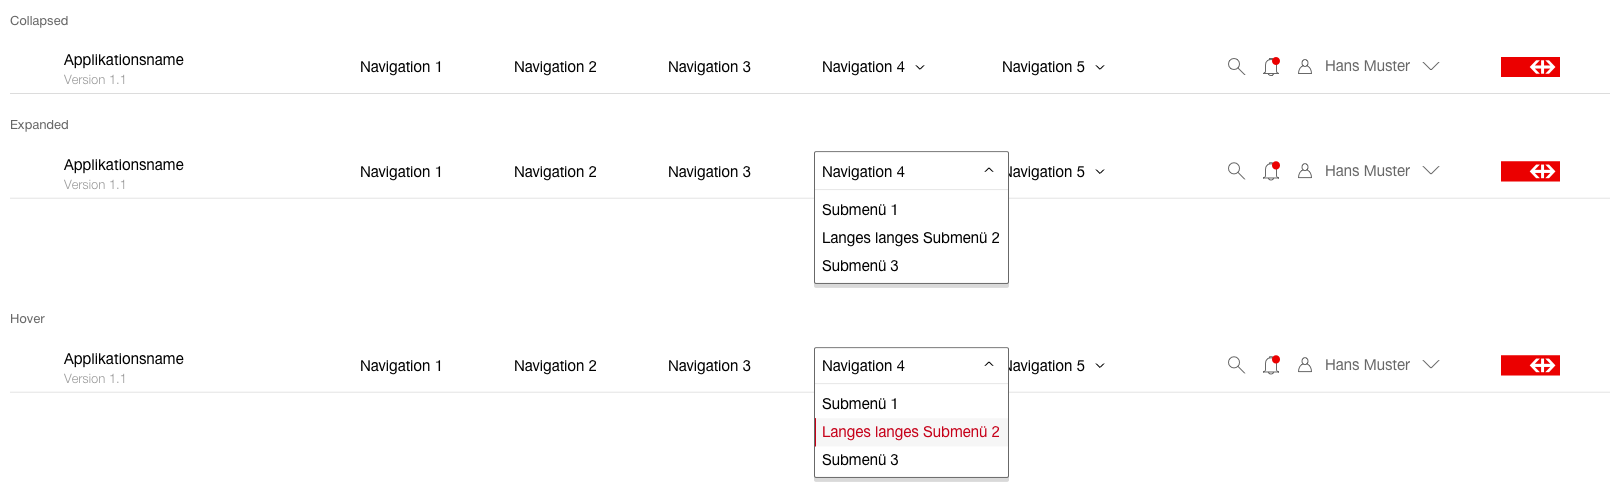 Collapsed
Applikationsname
Version 1.1
Navigation 1 Navigation 2 Navigation 3 Navigation 4 Navigation 5 Hans Muster
Expanded
Applikationsname
Version 1.1
Navigation 1 Navigation 2 Navigation 3 Navigation 4 Navigation 5 Hans Muster
Submenü 1
Langes langes Submenü 2
Submenü 3
Hover
Applikationsname
Version 1.1
Navigation 1 Navigation 2 Navigation 3 Navigation 4 Navigation 5 Hans Muster
Submenü 1
Langes langes Submenü 2
Submenü 3